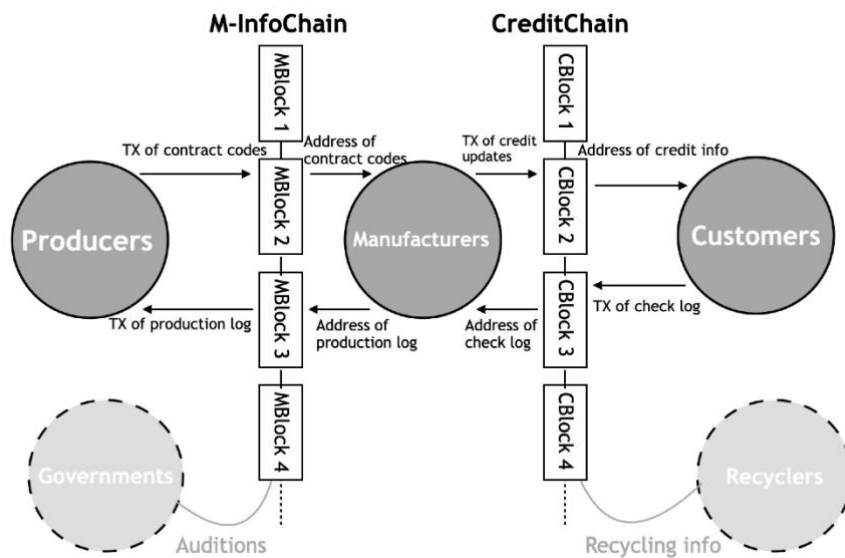 M-InfoChain
CreditChain
MBlock 1
CBlock 1
TX of contract codes
Address of
contract codes
TX of credit
updates
Address of credit info
MBlock 2
CBlock 2
Producers
Manufacturers
Customers
TX of production log
MBlock 3
Address of
production log
Address of
check log
CBlock 3
TX of check log
MBlock 4
CBlock 4
Governments
Recyclers
Auditions
Recycling info